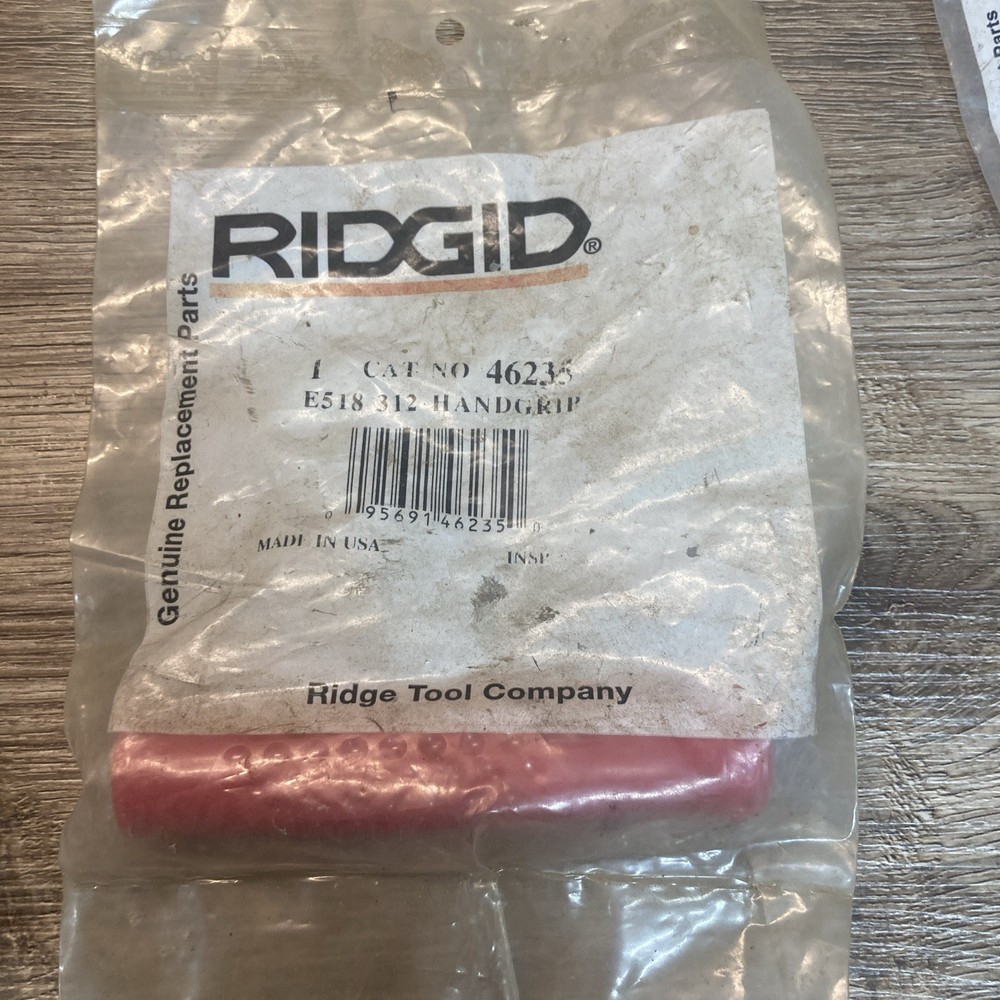 RIDGID®
Genuine Replacement Parts
1 CAT NO 46235
E518 312 HANDGRIP
0 95691 46235 0
MADE IN USA
INSP
Ridge Tool Company
Parts